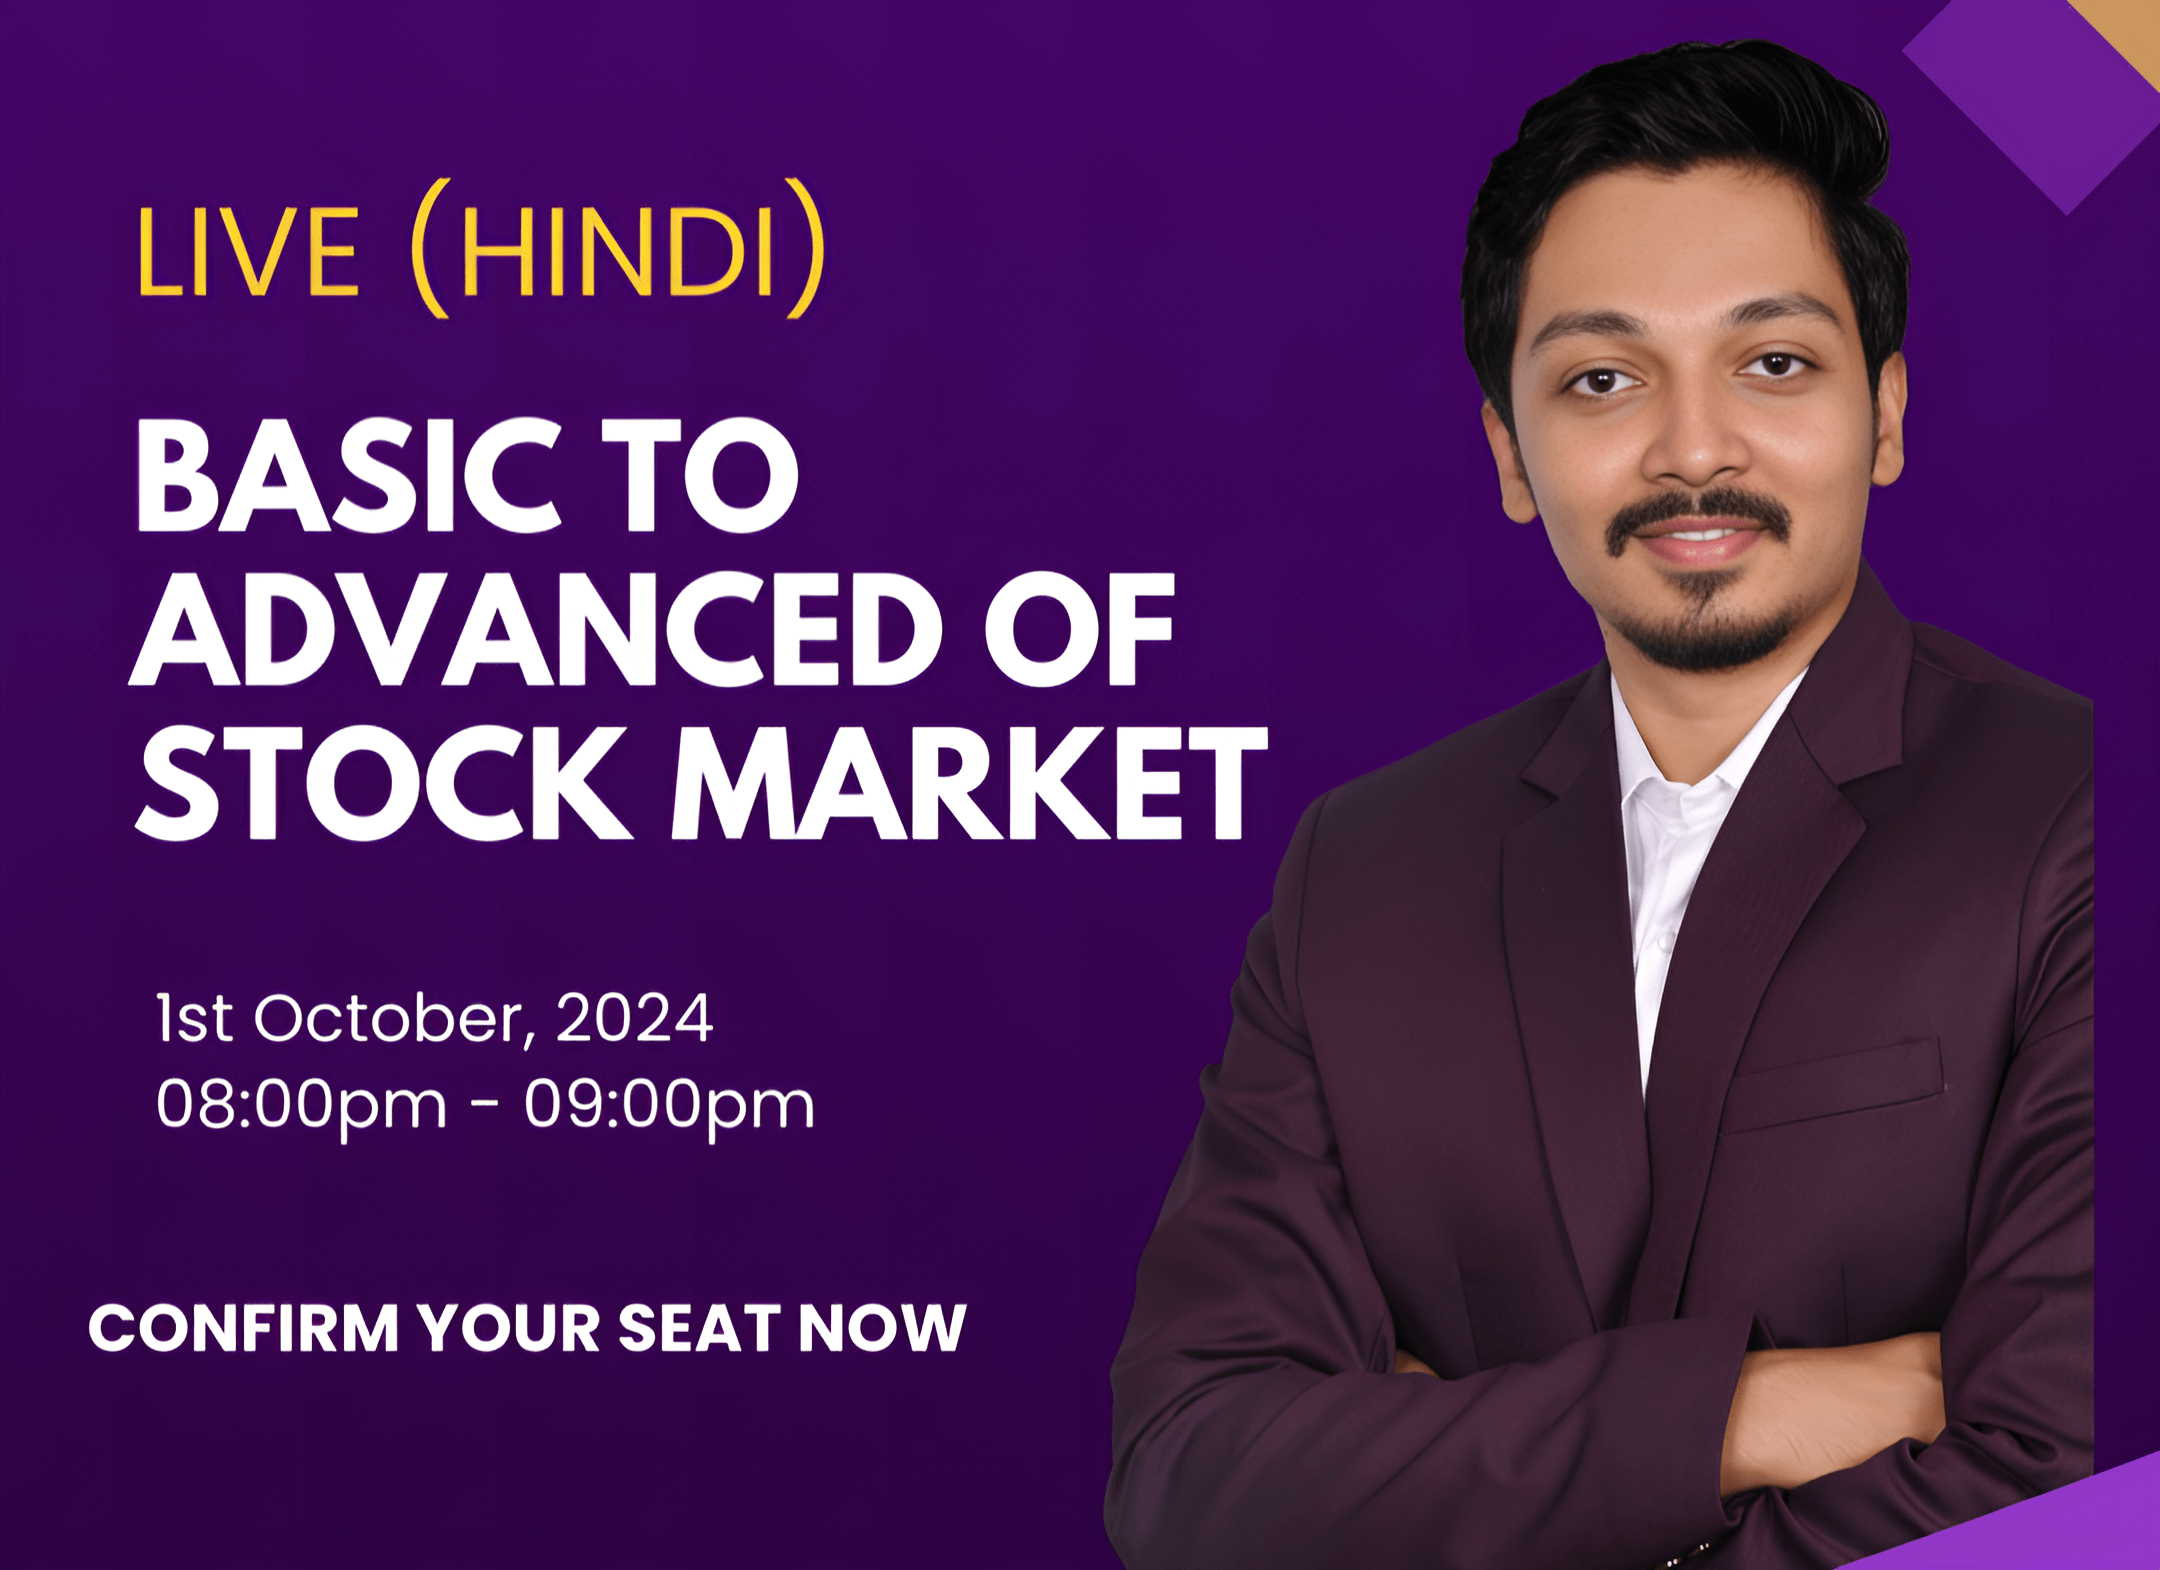 LIVE (HINDI)
BASIC TO
ADVANCED OF
STOCK MARKET
1st October, 2024
08:00pm - 09:00pm
CONFIRM YOUR SEAT NOW